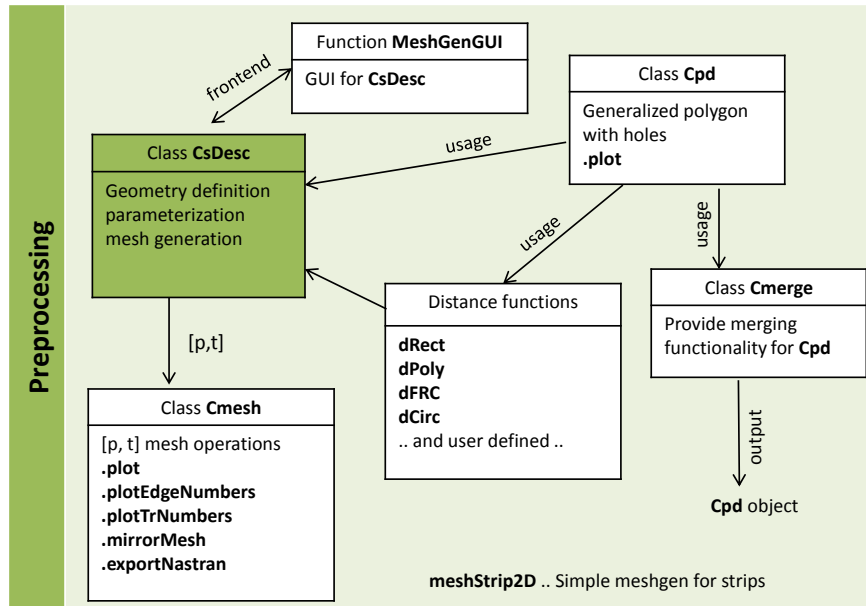 Preprocessing
Function MeshGenGUI
GUI for CsDesc
frontend
Class Cpd
Generalized polygon
with holes
.plot
usage
Class CsDesc
Geometry definition
parameterization
mesh generation
usage
usage
Distance functions
dRect
dPoly
dFRC
dCirc
.. and user defined ..
Class Cmerge
Provide merging
functionality for Cpd
[p,t]
Class Cmesh
[p, t] mesh operations
.plot
.plotEdgeNumbers
.plotTrNumbers
.mirrorMesh
.exportNastran
output
Cpd object
meshStrip2D .. Simple meshgen for strips